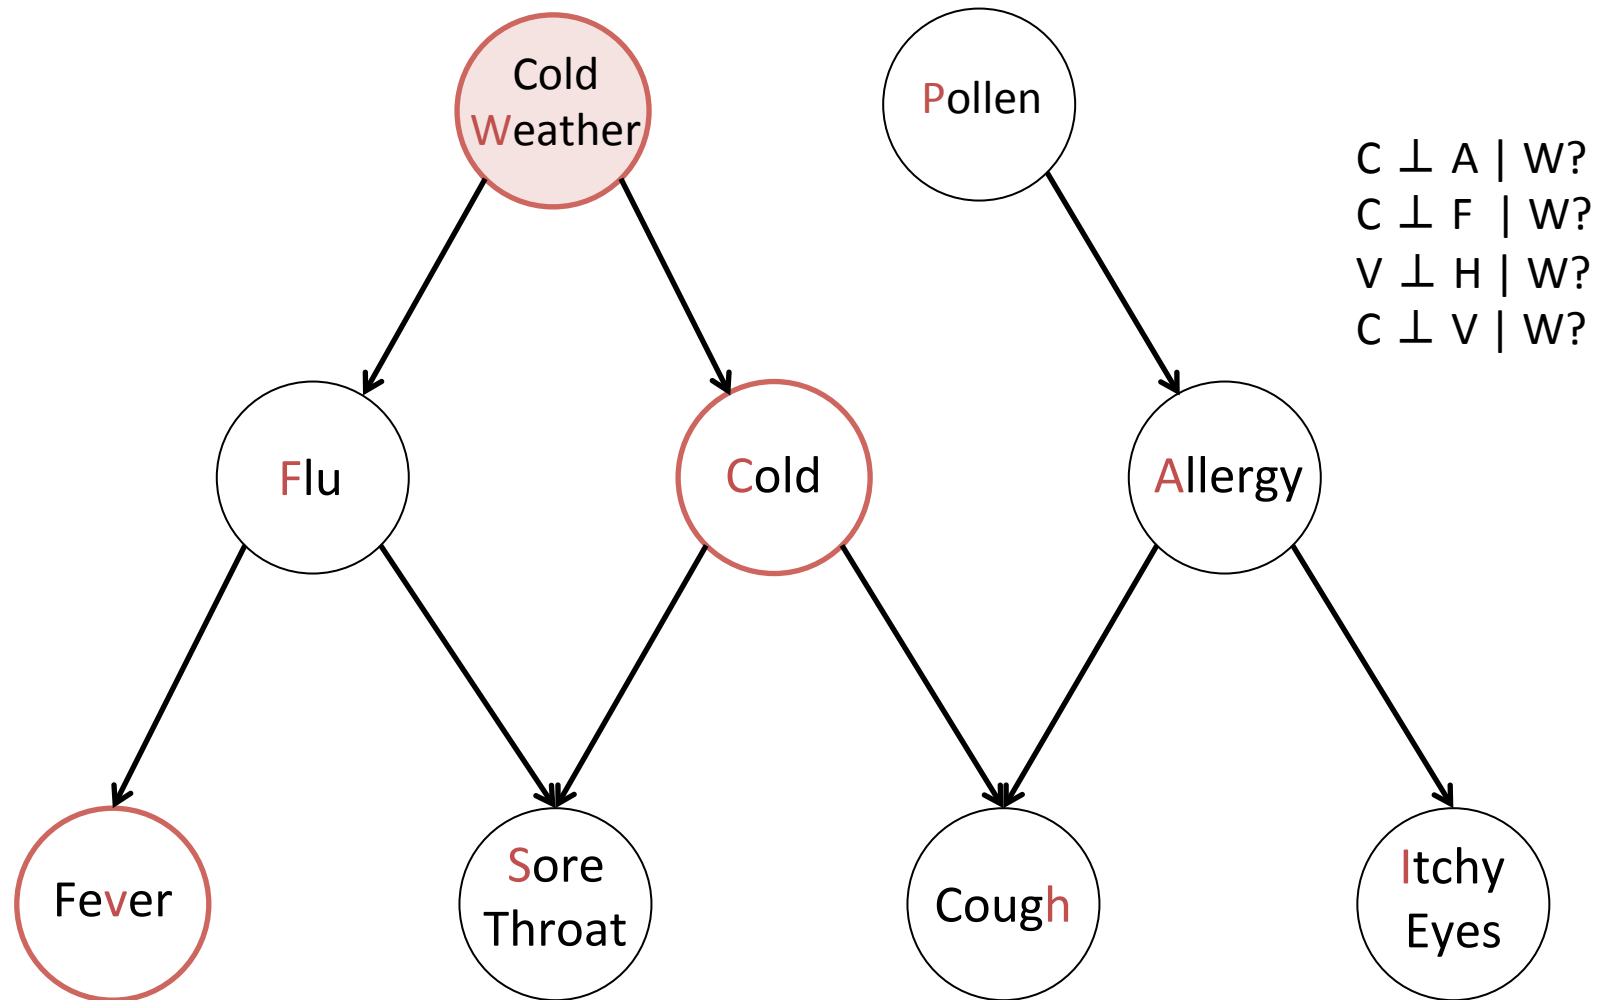 Cold
Weather
Pollen
C ⊥ A | W?
C ⊥ F | W?
V ⊥ H | W?
C ⊥ V | W?
Flu
Cold
Allergy
Fever
Sore
Throat
Cough
Itchy
Eyes